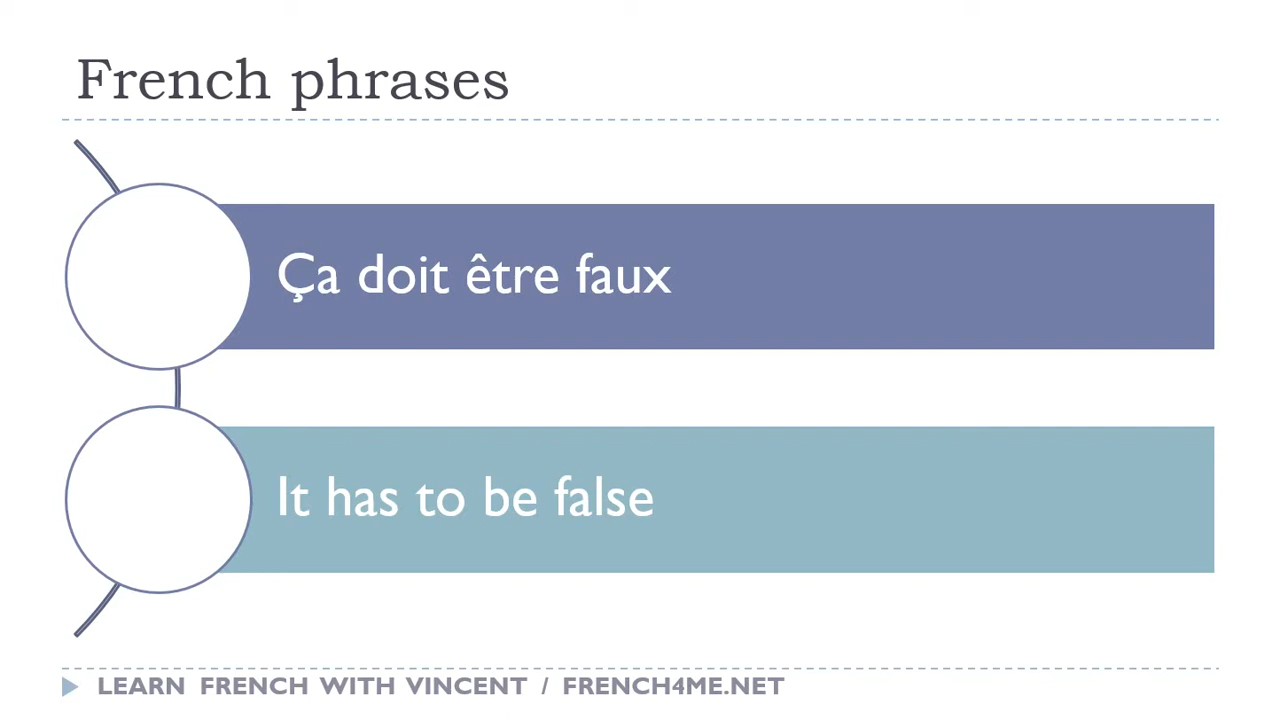 French phrases
Ça doit être faux
It has to be false
LEARN FRENCH WITH VINCENT / FRENCH4ME.NET